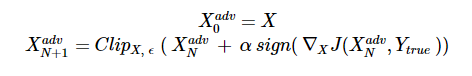 X_0^{adv} = X
X_{N+1}^{adv} = Clip_{X, ϵ} ( X_N^{adv} + α sign( ∇_X J(X_N^{adv}, Y_{true} ))